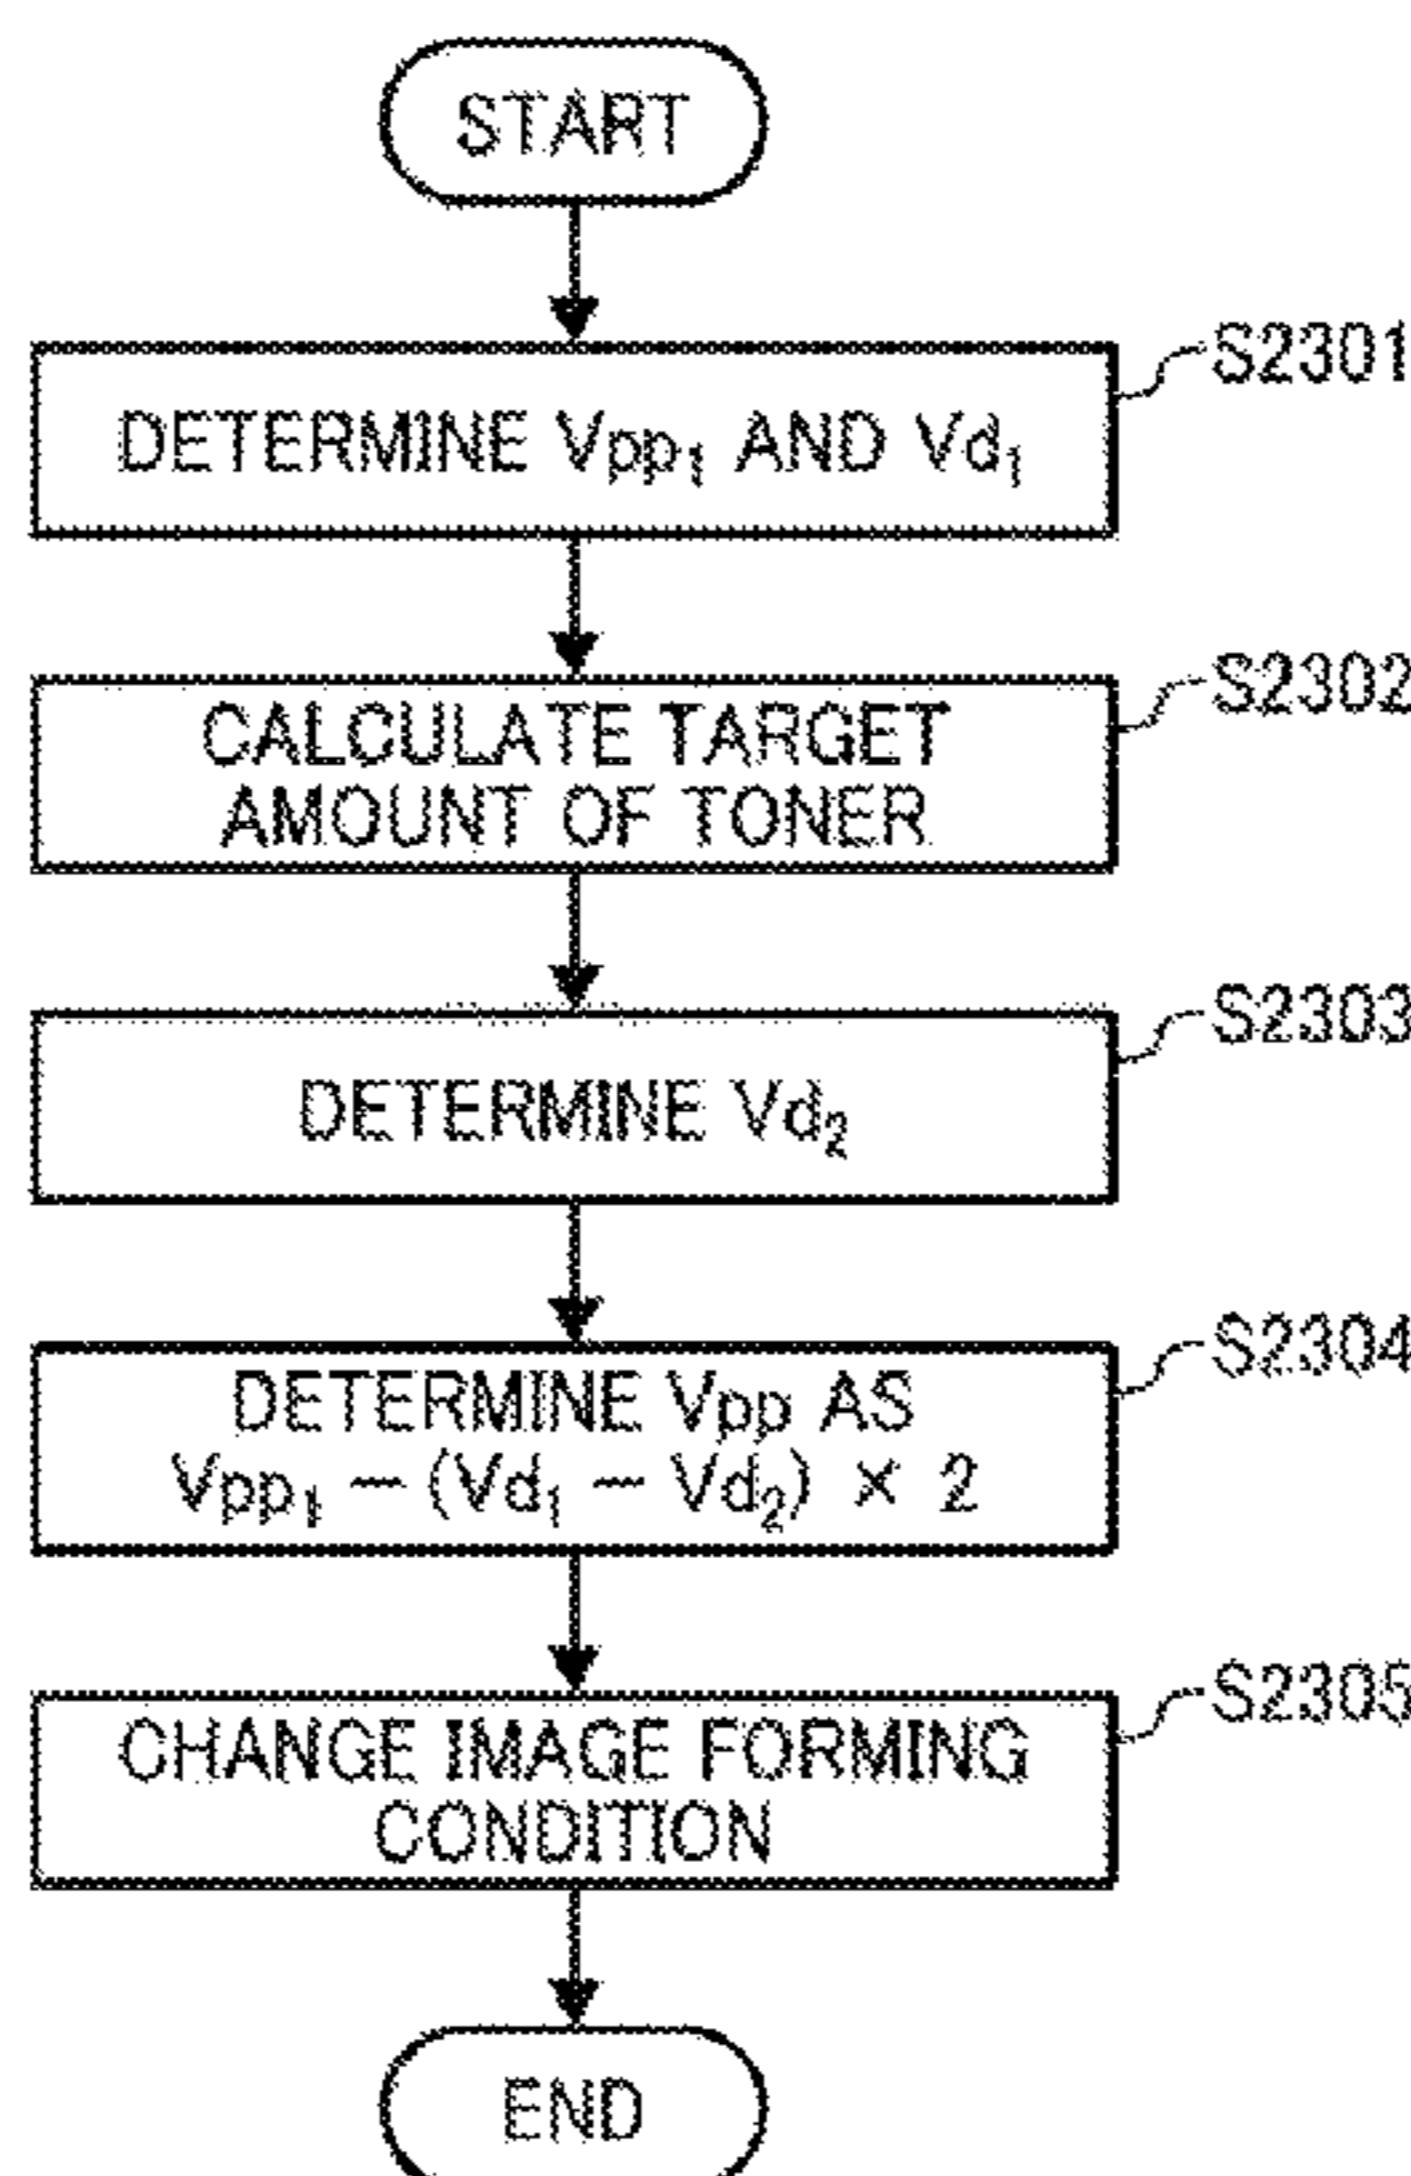 START
S2301
DETERMINE Vpp₁ AND Vd₁
S2302
CALCULATE TARGET
AMOUNT OF TONER
S2303
DETERMINE Vd₂
S2304
DETERMINE Vpp AS
Vpp₁ − (Vd₁ − Vd₂) × 2
S2305
CHANGE IMAGE FORMING
CONDITION
END